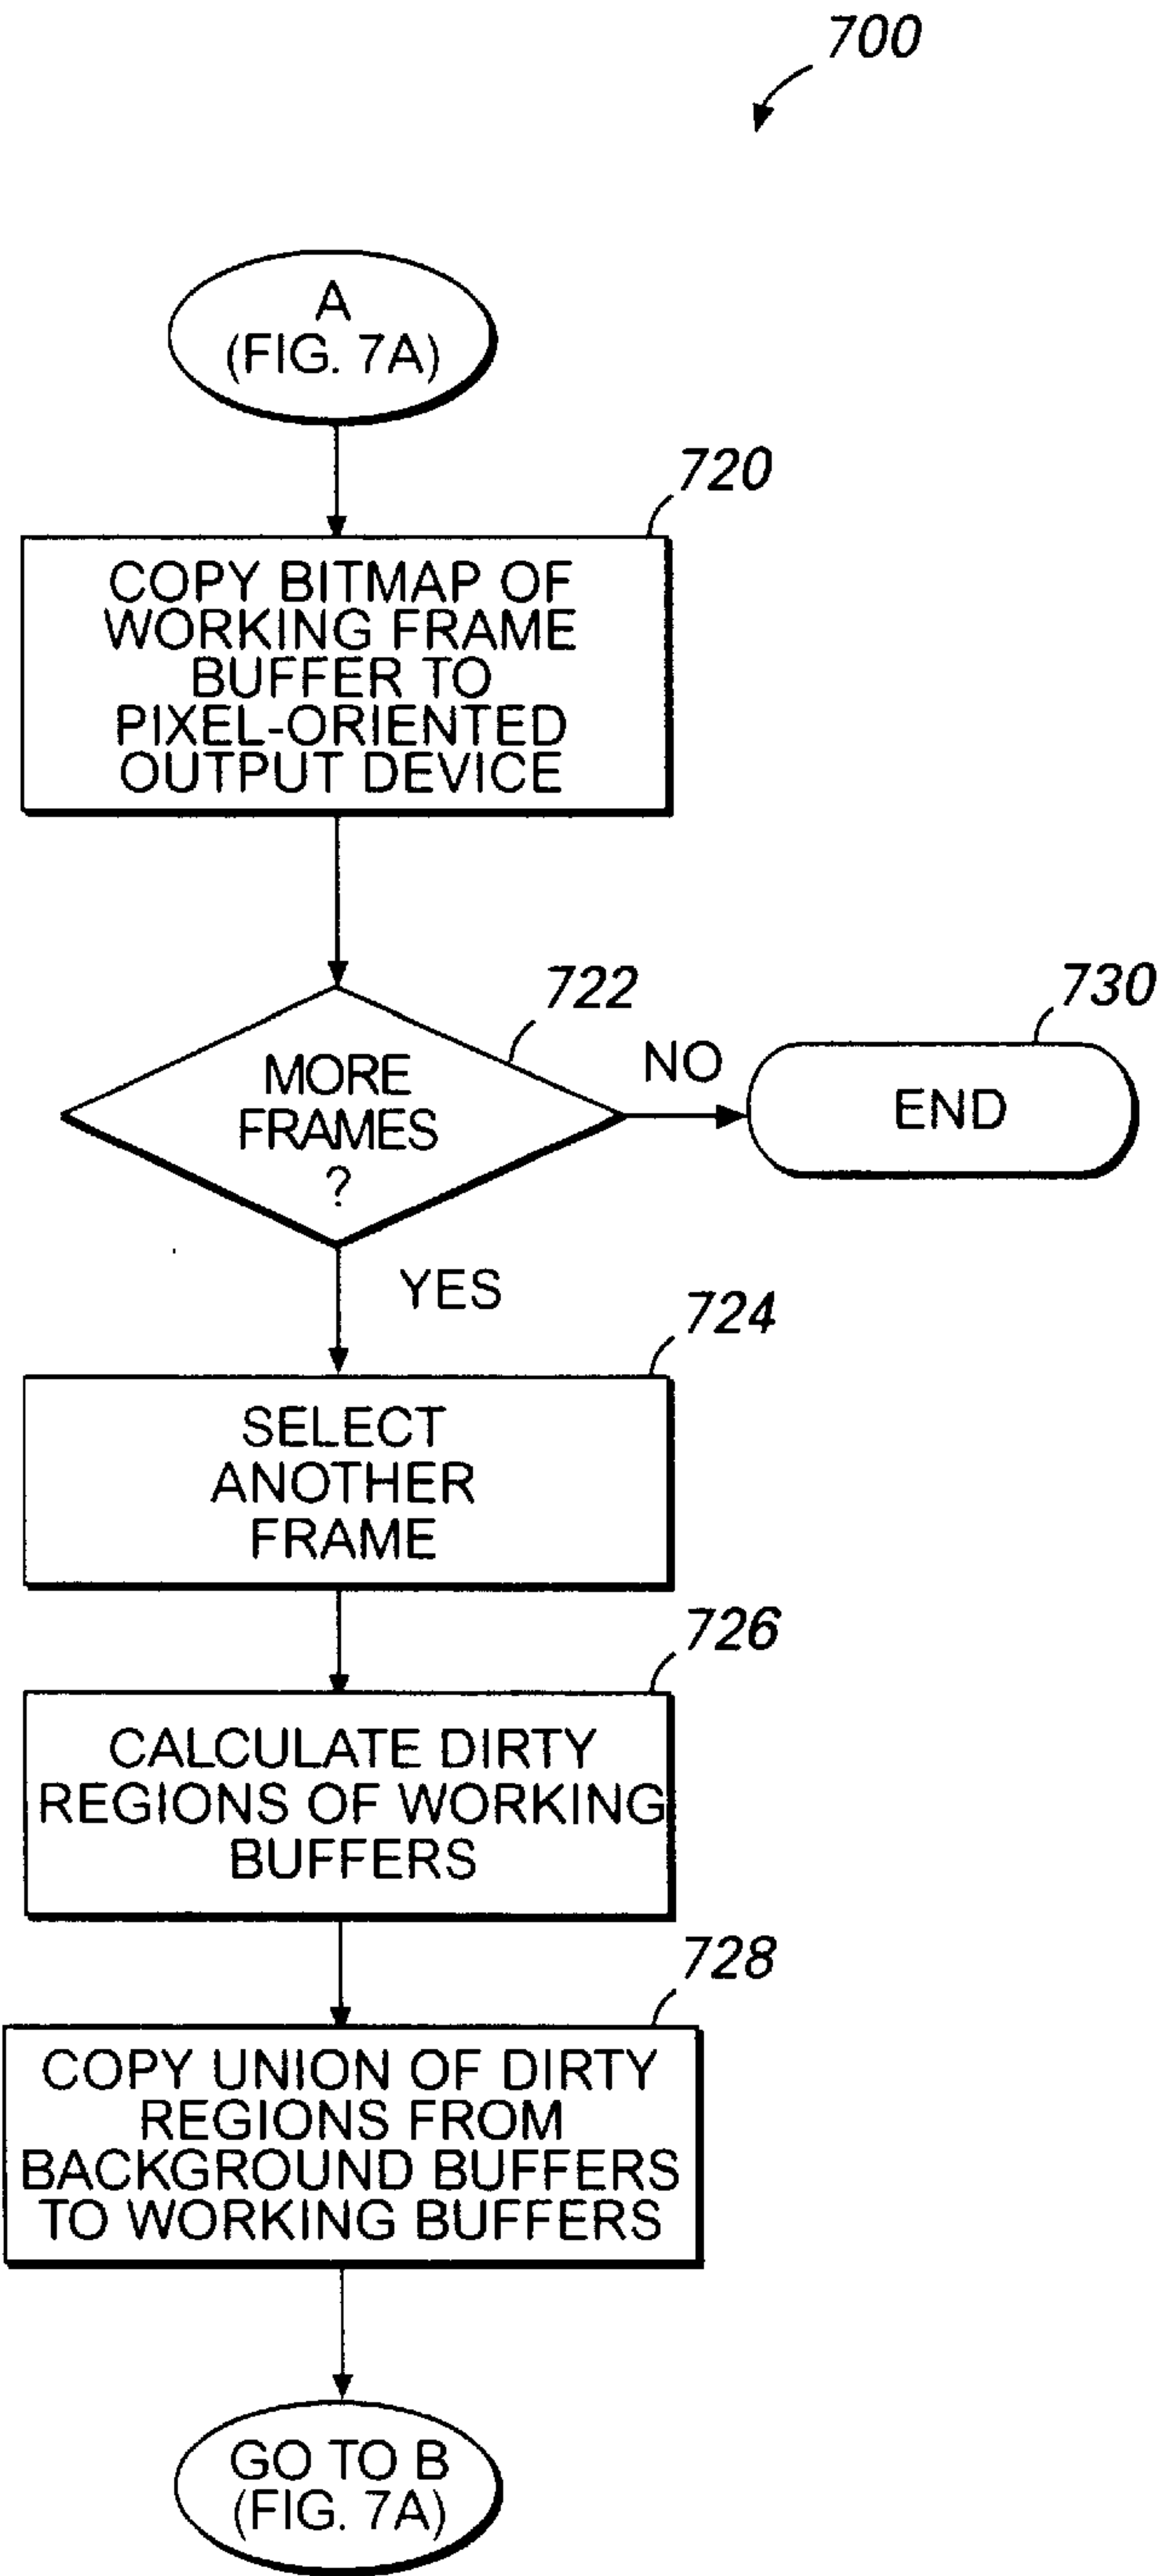 700
A
(FIG. 7A)
720
COPY BITMAP OF
WORKING FRAME
BUFFER TO
PIXEL-ORIENTED
OUTPUT DEVICE
722
MORE
FRAMES
?
NO
730
END
YES
724
SELECT
ANOTHER
FRAME
726
CALCULATE DIRTY
REGIONS OF WORKING
BUFFERS
728
COPY UNION OF DIRTY
REGIONS FROM
BACKGROUND BUFFERS
TO WORKING BUFFERS
GO TO B
(FIG. 7A)